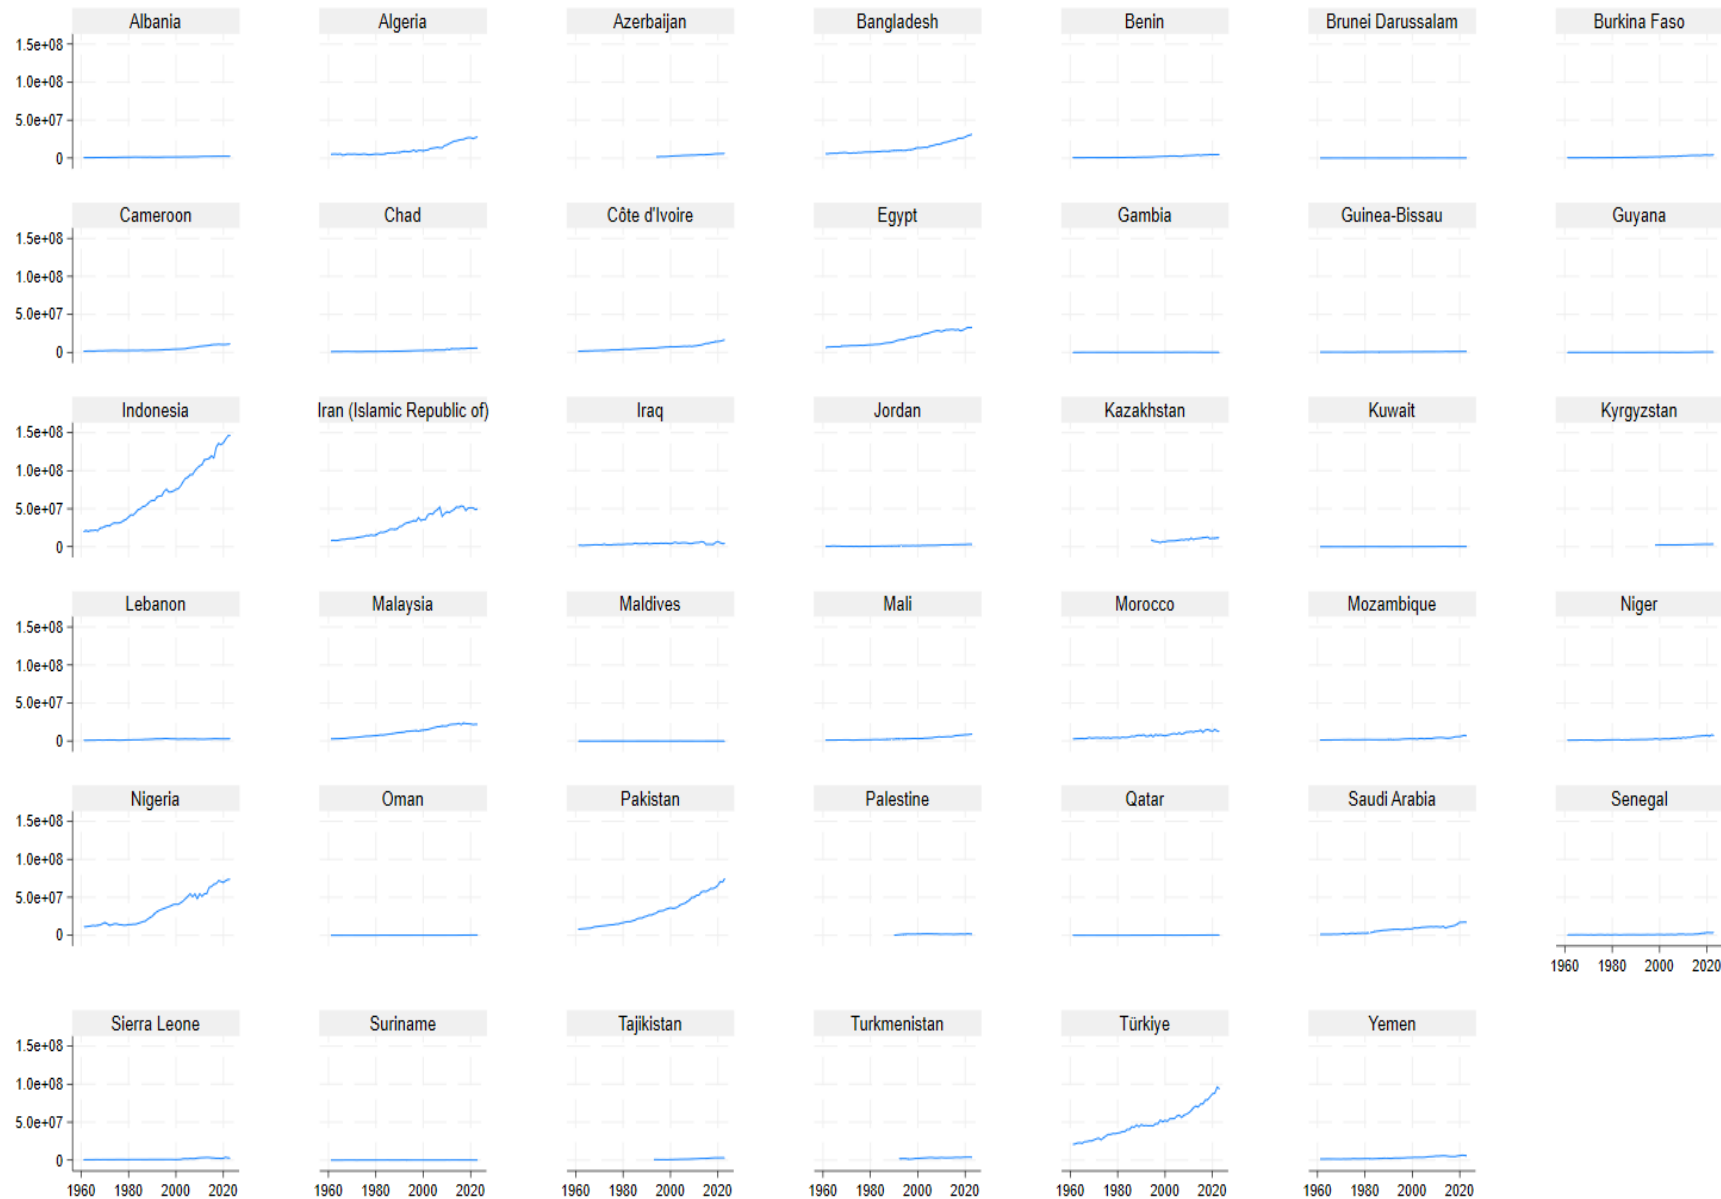 Albania Algeria Azerbaijan Bangladesh Benin Brunei Darussalam Burkina Faso
1.5e+08
1.0e+08
5.0e+07
0
Cameroon Chad Côte d'Ivoire Egypt Gambia Guinea-Bissau Guyana
1.5e+08
1.0e+08
5.0e+07
0
Indonesia Iran (Islamic Republic of) Iraq Jordan Kazakhstan Kuwait Kyrgyzstan
1.5e+08
1.0e+08
5.0e+07
0
Lebanon Malaysia Maldives Mali Morocco Mozambique Niger
1.5e+08
1.0e+08
5.0e+07
0
Nigeria Oman Pakistan Palestine Qatar Saudi Arabia Senegal
1.5e+08
1.0e+08
5.0e+07
0
1960 1980 2000 2020
Sierra Leone Suriname Tajikistan Turkmenistan Türkiye Yemen
1.5e+08
1.0e+08
5.0e+07
0
1960 1980 2000 2020 1960 1980 2000 2020 1960 1980 2000 2020 1960 1980 2000 2020 1960 1980 2000 2020 1960 1980 2000 2020